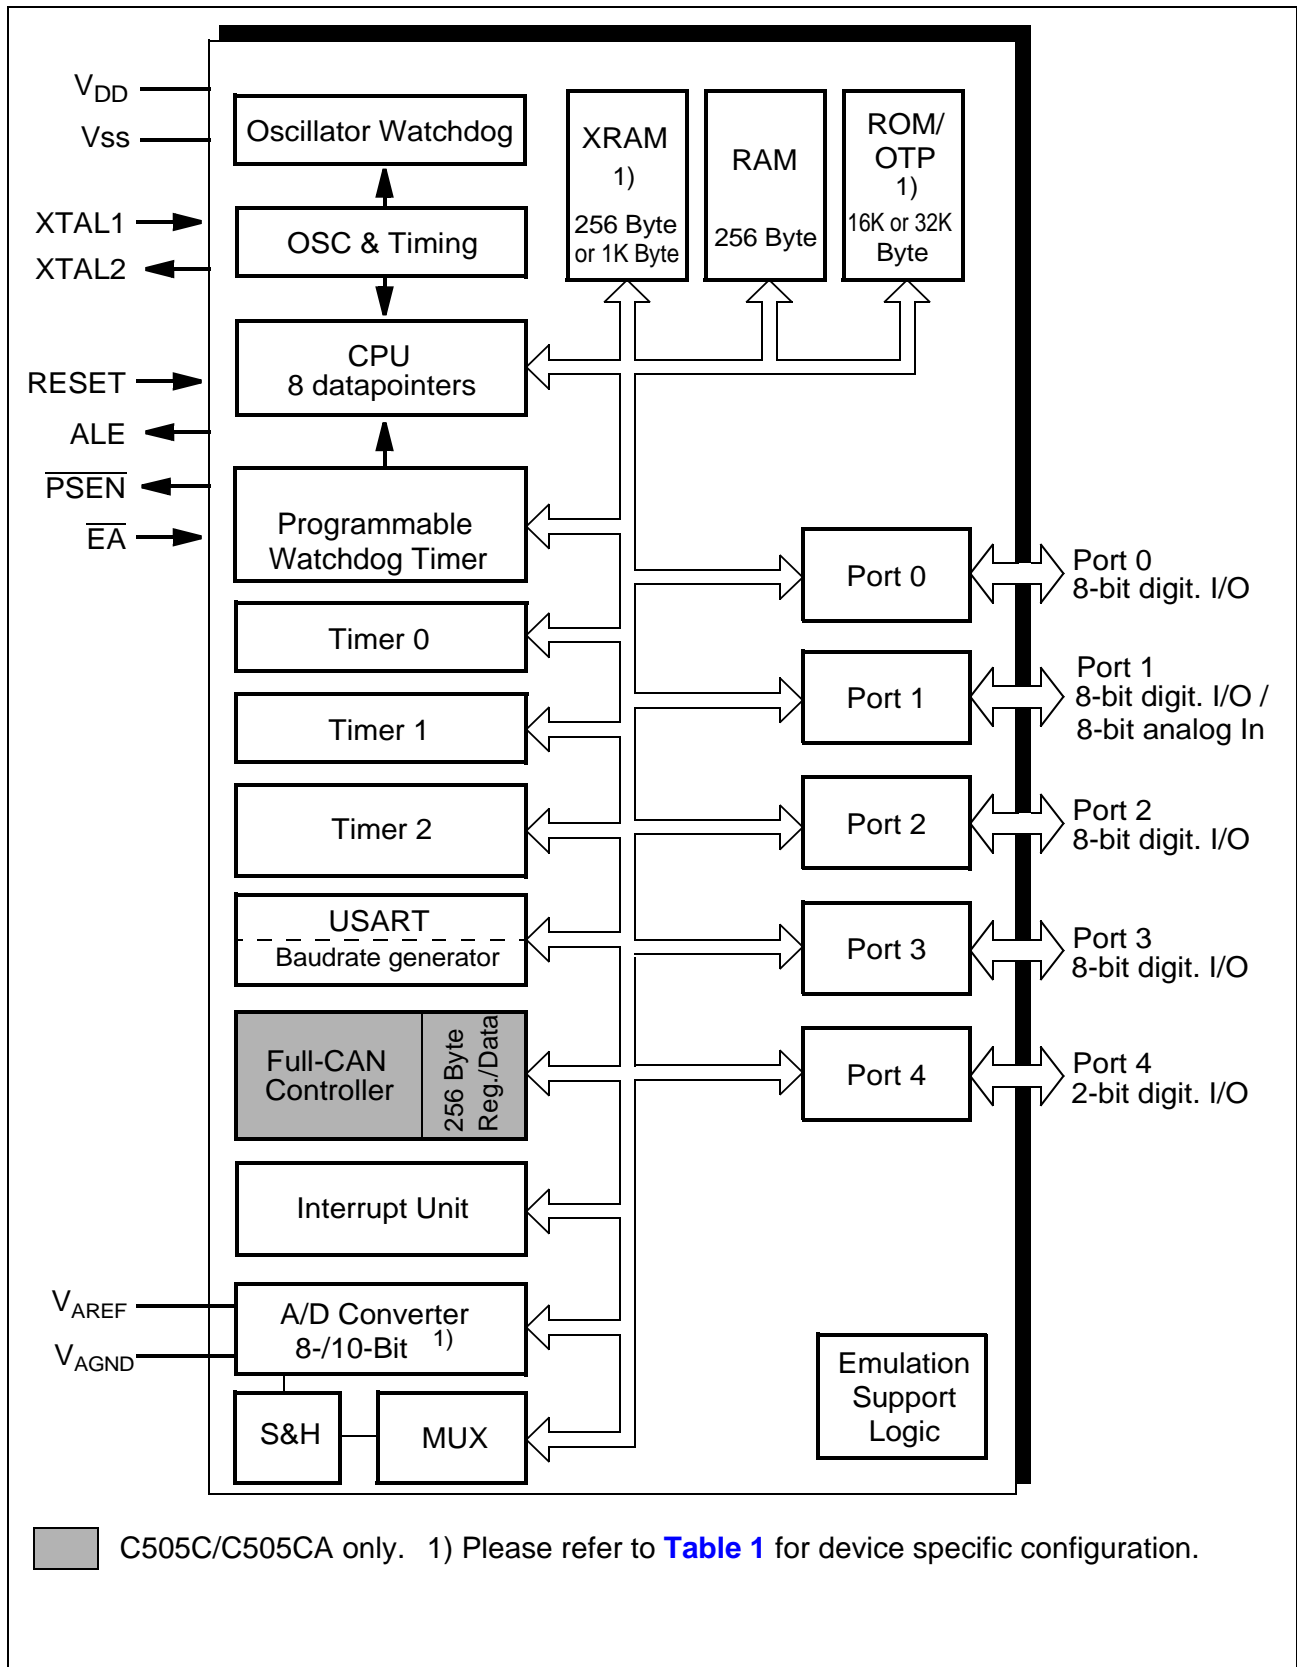 V_DD
Vss
XTAL1
XTAL2
RESET
ALE
PSEN
EA
V_AREF
V_AGND
Oscillator Watchdog
OSC & Timing
CPU
8 datapointers
Programmable
Watchdog Timer
Timer 0
Timer 1
Timer 2
USART
Baudrate generator
Full-CAN
Controller
256 Byte
Reg./Data
Interrupt Unit
A/D Converter
8-/10-Bit 1)
S&H
MUX
XRAM
1)
256 Byte
or 1K Byte
RAM
256 Byte
ROM/
OTP
1)
16K or 32K
Byte
Port 0
Port 1
Port 2
Port 3
Port 4
Port 0
8-bit digit. I/O
Port 1
8-bit digit. I/O /
8-bit analog In
Port 2
8-bit digit. I/O
Port 3
8-bit digit. I/O
Port 4
2-bit digit. I/O
Emulation
Support
Logic
C505C/C505CA only. 1) Please refer to Table 1 for device specific configuration.